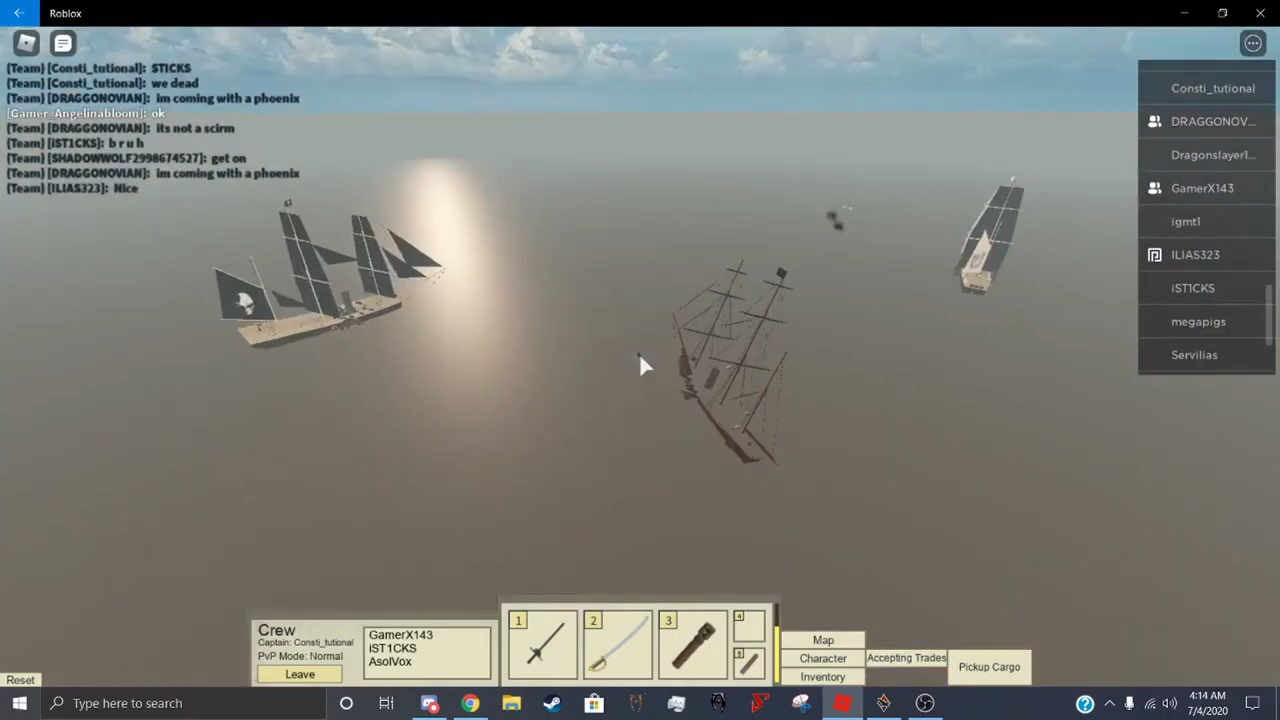 Roblox
(Team) [Consti_tutional]: STICKS
(Team) [Consti_tutional]: we dead
(Team) [DRAGGONOVIAN]: im coming with a phoenix
[Gamer_Angelinabloom]: ok
(Team) [DRAGGONOVIAN]: its not a scirm
(Team) [iST1CKS]: b r u h
(Team) [SHADOWWOLF2998674527]: get on
(Team) [DRAGGONOVIAN]: im coming with a phoenix
(Team) [ILIAS323]: Nice
Consti_tutional
DRAGGONOV...
Dragonslayer1...
GamerX143
igmt1
ILIAS323
iST1CKS
megapigs
Servilias
Crew
Captain: Consti_tutional
PvP Mode: Normal
Leave
GamerX143
iST1CKS
AsolVox
1
2
3
4
5
Map
Character
Inventory
Accepting Trades
Pickup Cargo
Reset
Type here to search
4:14 AM
7/4/2020